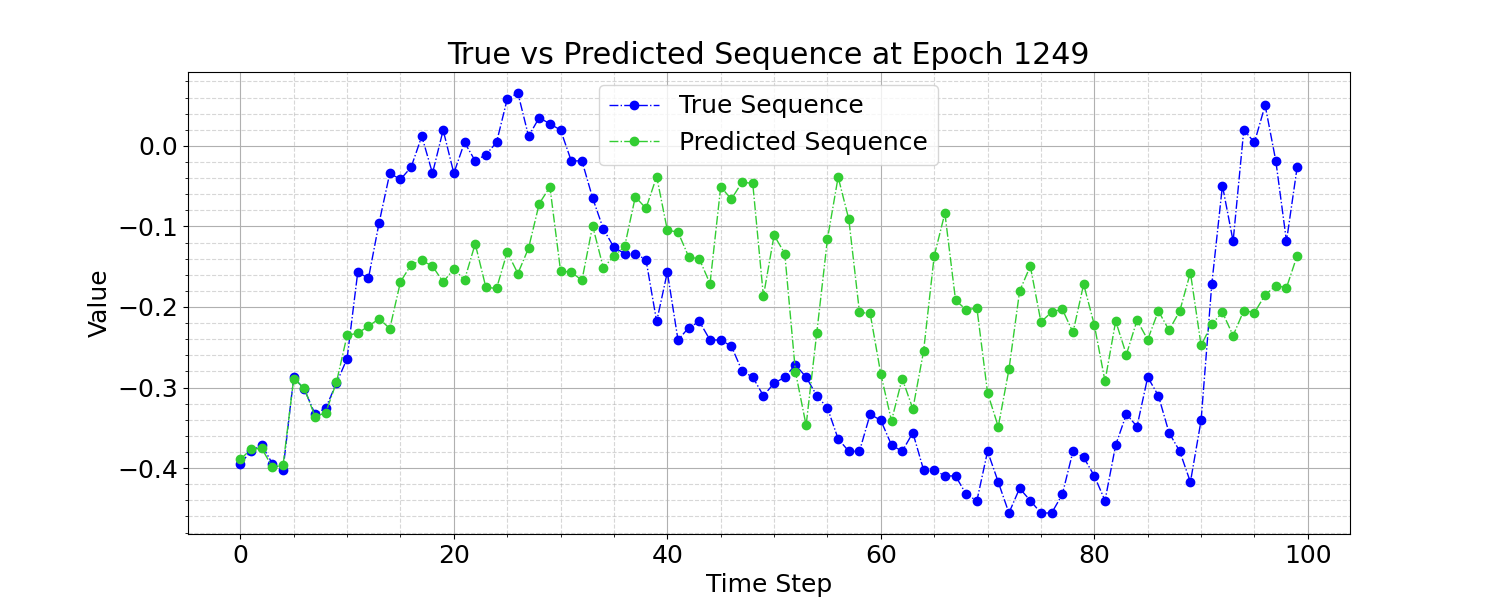 True vs Predicted Sequence at Epoch 1249
True Sequence
Predicted Sequence
Value
0.0
−0.1
−0.2
−0.3
−0.4
0 20 40 60 80 100
Time Step